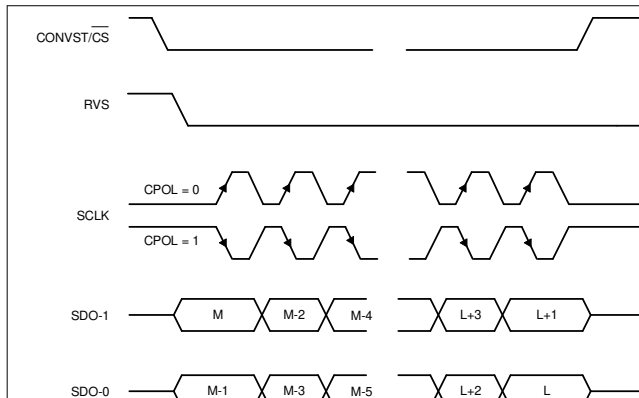 CONVST/CS
RVS
CPOL = 0
SCLK
CPOL = 1
SDO-1 M M-2 M-4 L+3 L+1
SDO-0 M-1 M-3 M-5 L+2 L